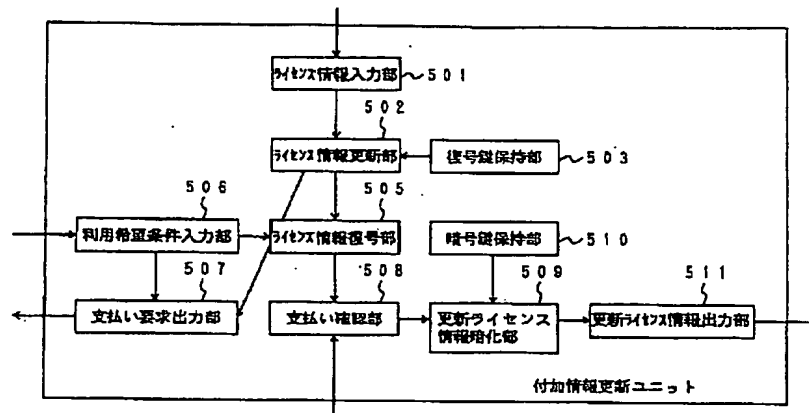 ライセンス情報入力部 501
502
ライセンス情報更新部
復号鍵保持部 503
506
505
利用希望条件入力部
ライセンス情報復号部
暗号鍵保持部 510
507
508
509
511
支払い要求出力部
支払い確認部
更新ライセンス
情報暗化部
更新ライセンス情報出力部
付加情報更新ユニット